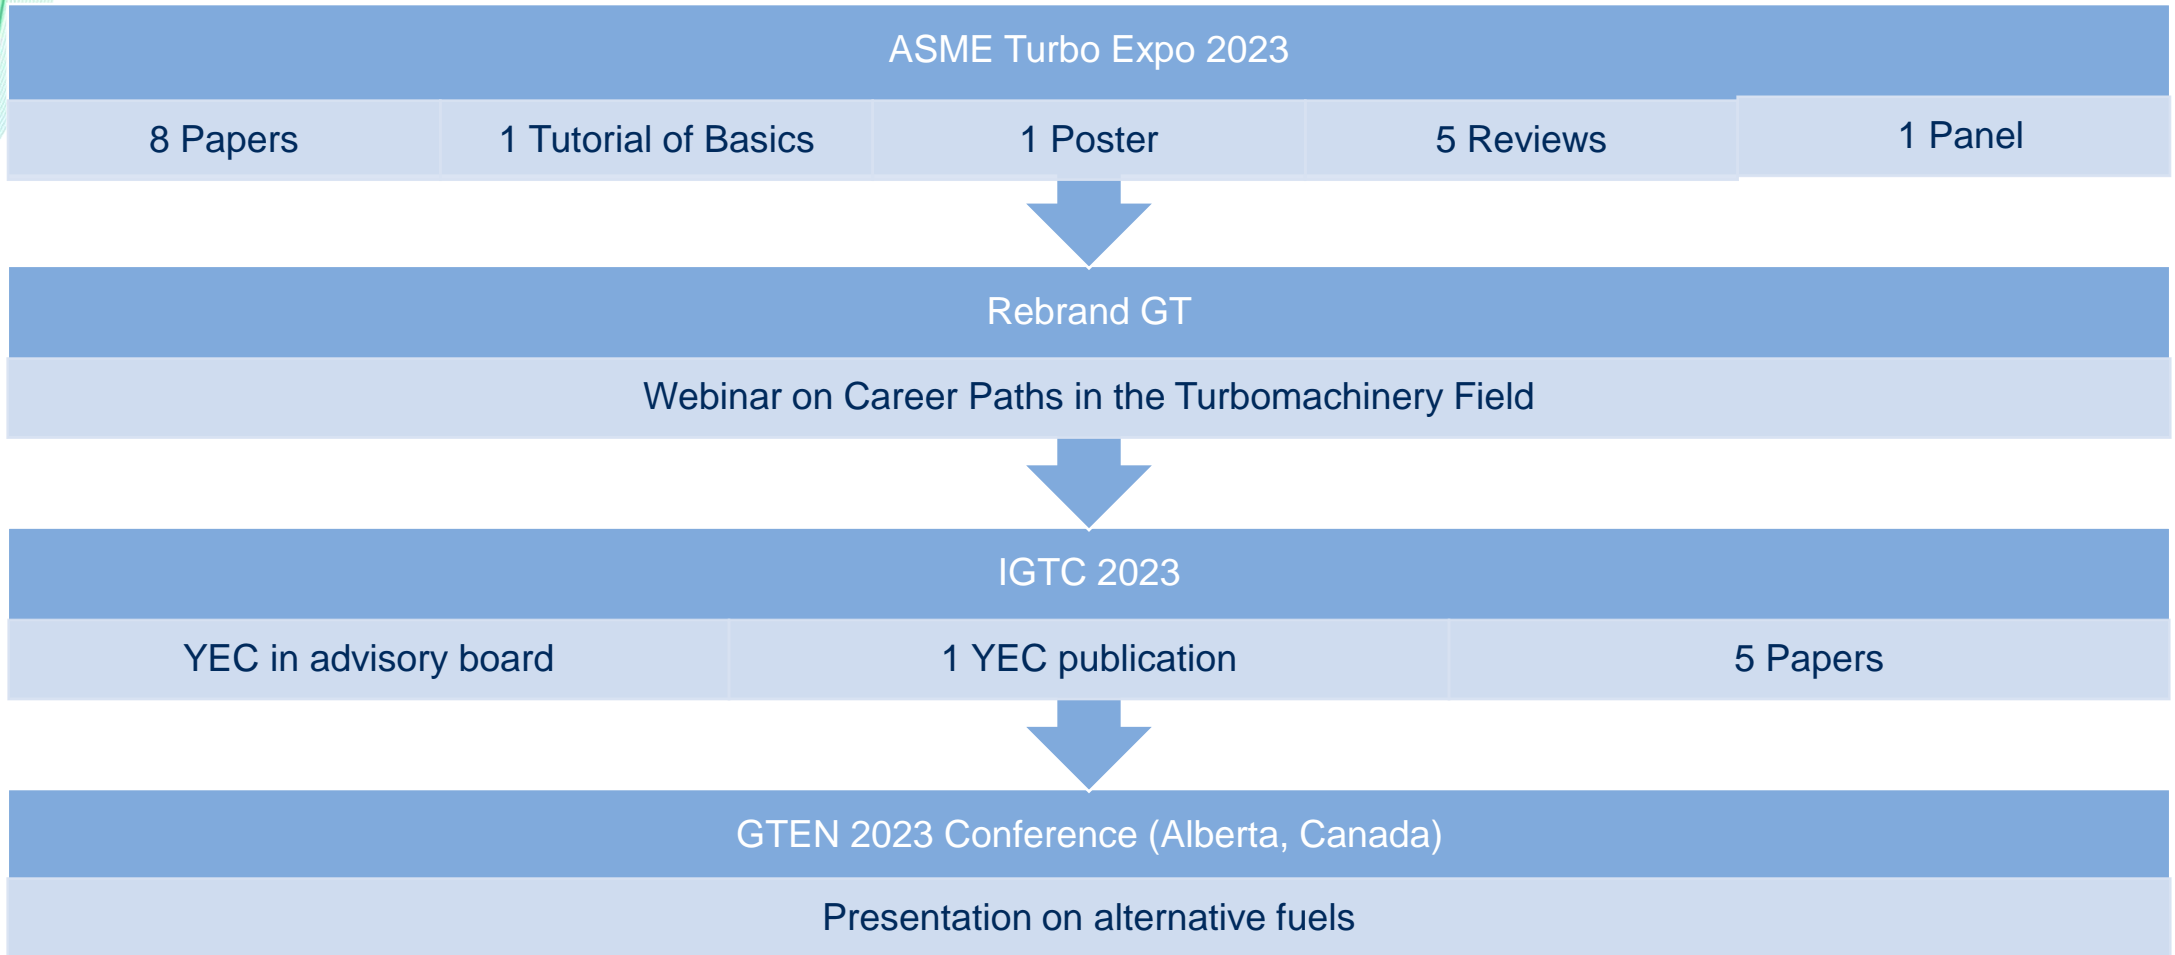 ASME Turbo Expo 2023
8 Papers
1 Tutorial of Basics
1 Poster
5 Reviews
1 Panel
Rebrand GT
Webinar on Career Paths in the Turbomachinery Field
IGTC 2023
YEC in advisory board
1 YEC publication
5 Papers
GTEN 2023 Conference (Alberta, Canada)
Presentation on alternative fuels